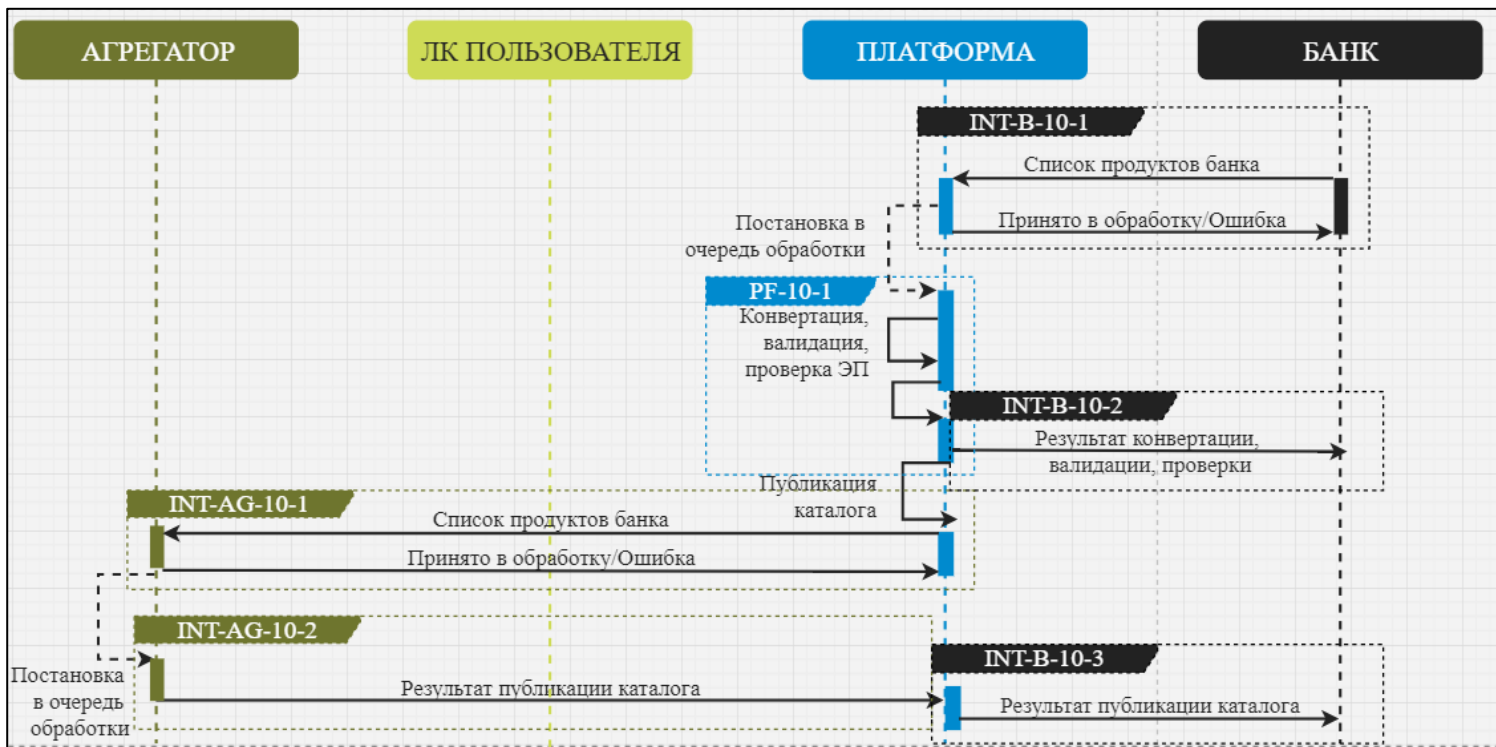 АГРЕГАТОР
ЛК ПОЛЬЗОВАТЕЛЯ
ПЛАТФОРМА
БАНК
INT-B-10-1
Список продуктов банка
Принято в обработку/Ошибка
Постановка в
очередь обработки
PF-10-1
Конвертация,
валидация,
проверка ЭП
INT-B-10-2
Результат конвертации,
валидации, проверки
Публикация
каталога
INT-AG-10-1
Список продуктов банка
Принято в обработку/Ошибка
INT-AG-10-2
Постановка
в очередь
обработки
Результат публикации каталога
INT-B-10-3
Результат публикации каталога